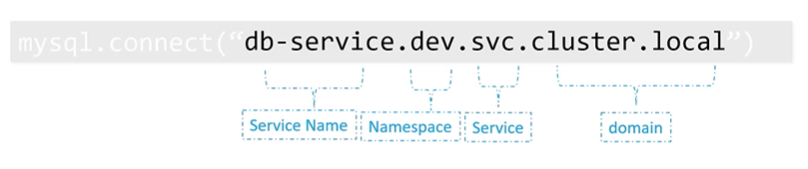 mysql.connect(“db-service.dev.svc.cluster.local”)
Service Name Namespace Service domain